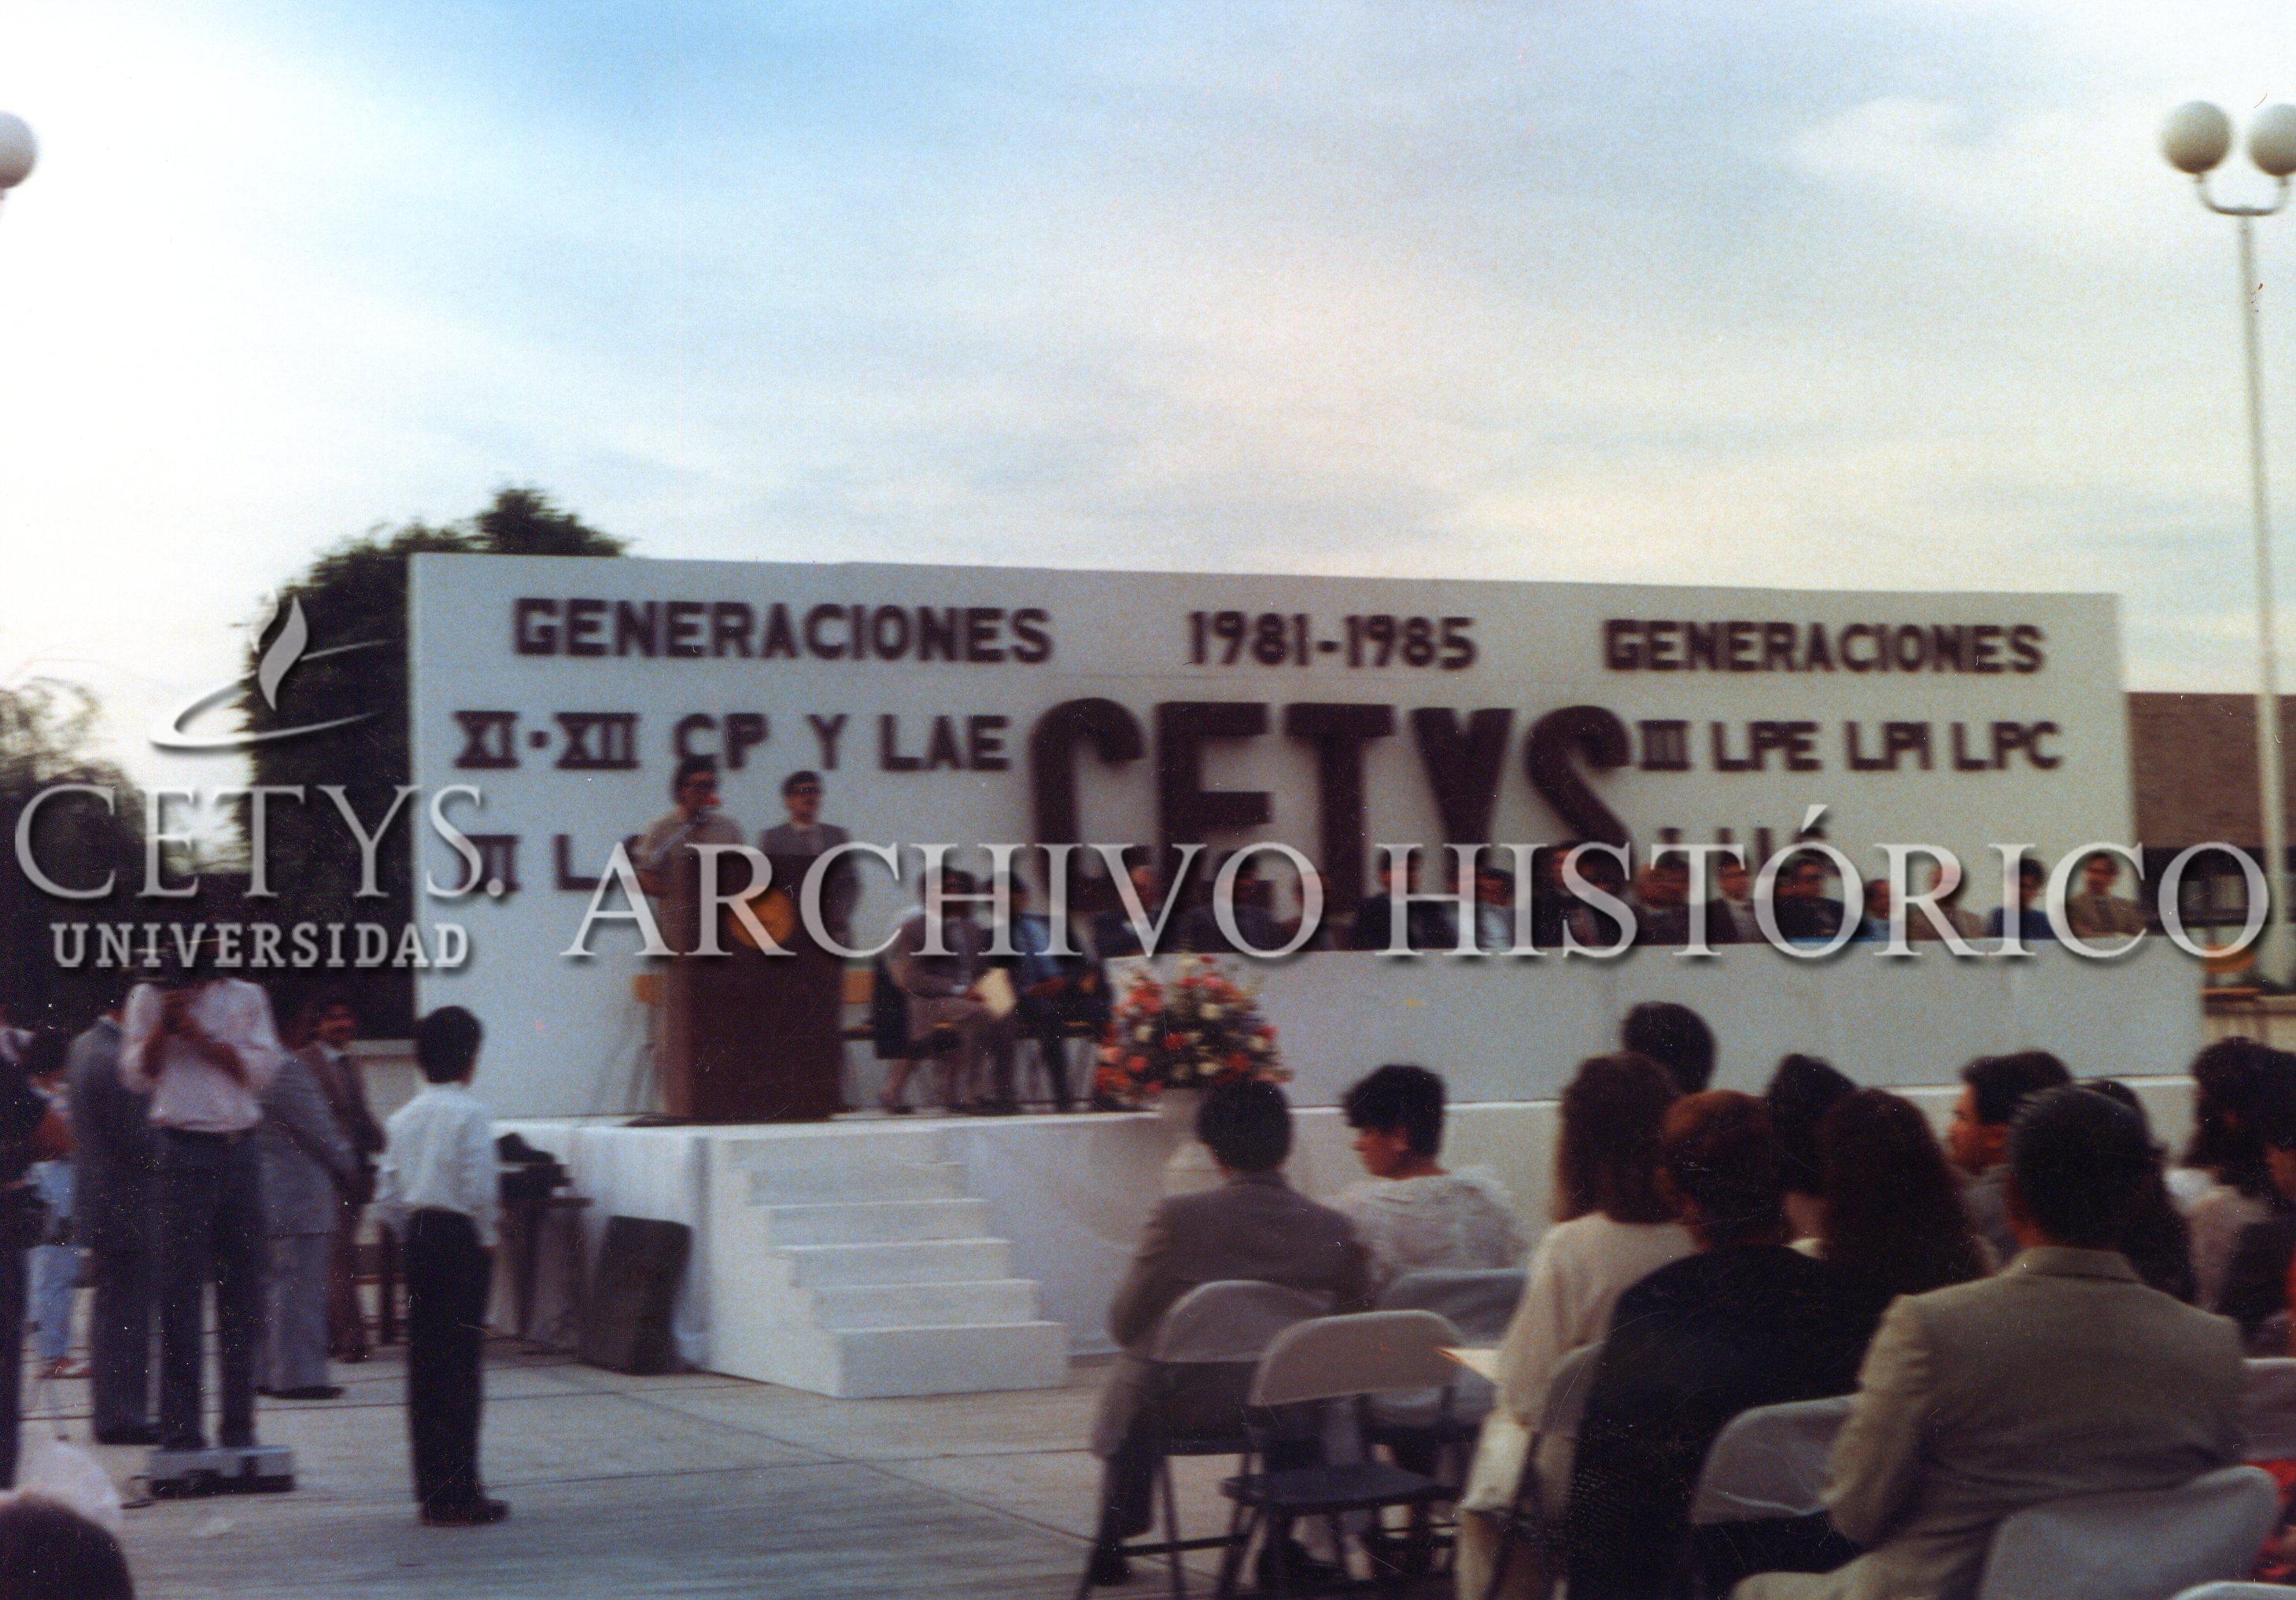 GENERACIONES 1981-1985 GENERACIONES
XI·XII CP Y LAE CETYS III LPE LPI LPC
CETYS.
UNIVERSIDAD
ARCHIVO HISTÓRICO